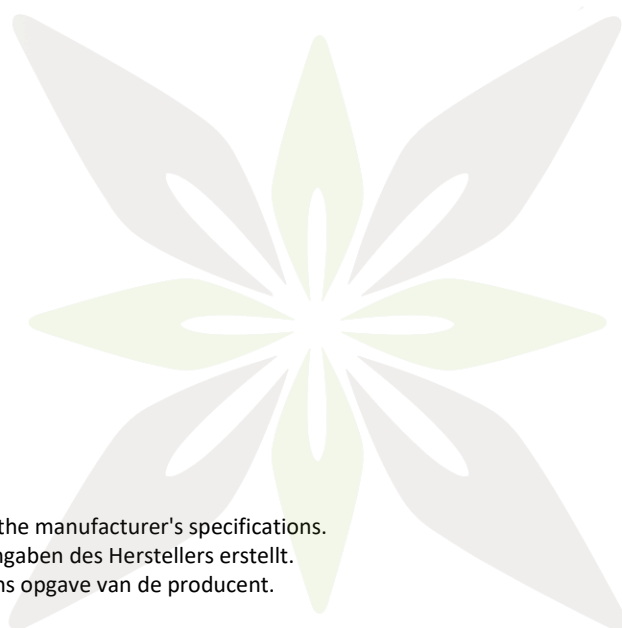 the manufacturer's specifications.
ngaben des Herstellers erstellt.
ns opgave van de producent.